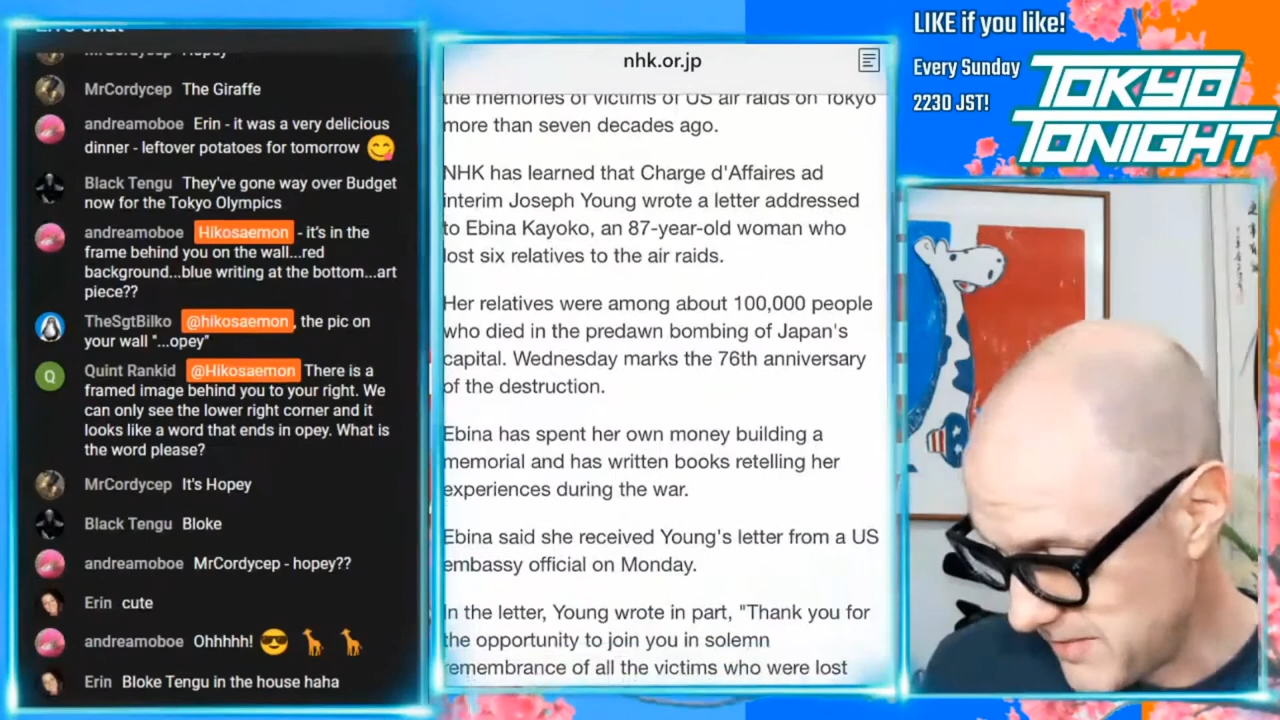 Live chat
MrCordycep Hopey
MrCordycep The Giraffe
andreamoboe Erin - it was a very delicious
dinner - leftover potatoes for tomorrow
Black Tengu They've gone way over Budget
now for the Tokyo Olympics
andreamoboe Hikosaemon - it's in the
frame behind you on the wall...red
background...blue writing at the bottom...art
piece??
TheSgtBilko @hikosaemon, the pic on
your wall "...opey"
Q
Quint Rankid @Hikosaemon There is a
framed image behind you to your right. We
can only see the lower right corner and it
looks like a word that ends in opey. What is
the word please?
MrCordycep It's Hopey
Black Tengu Bloke
andreamoboe MrCordycep - hopey??
Erin cute
andreamoboe Ohhhhh!
Erin Bloke Tengu in the house haha
nhk.or.jp
the memories of victims of US air raids on Tokyo
more than seven decades ago.
NHK has learned that Charge d'Affaires ad
interim Joseph Young wrote a letter addressed
to Ebina Kayoko, an 87-year-old woman who
lost six relatives to the air raids.
Her relatives were among about 100,000 people
who died in the predawn bombing of Japan's
capital. Wednesday marks the 76th anniversary
of the destruction.
Ebina has spent her own money building a
memorial and has written books retelling her
experiences during the war.
Ebina said she received Young's letter from a US
embassy official on Monday.
In the letter, Young wrote in part, "Thank you for
the opportunity to join you in solemn
remembrance of all the victims who were lost
LIKE if you like!
Every Sunday
2230 JST!
TOKYO
TONIGHT